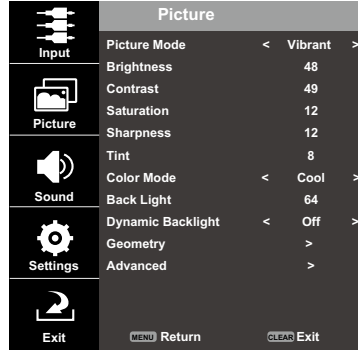 Picture
Input
Picture
Sound
Settings
Exit
Picture Mode < Vibrant >
Brightness 48
Contrast 49
Saturation 12
Sharpness 12
Tint 8
Color Mode < Cool >
Back Light 64
Dynamic Backlight < Off >
Geometry >
Advanced >
MENU Return CLEAR Exit